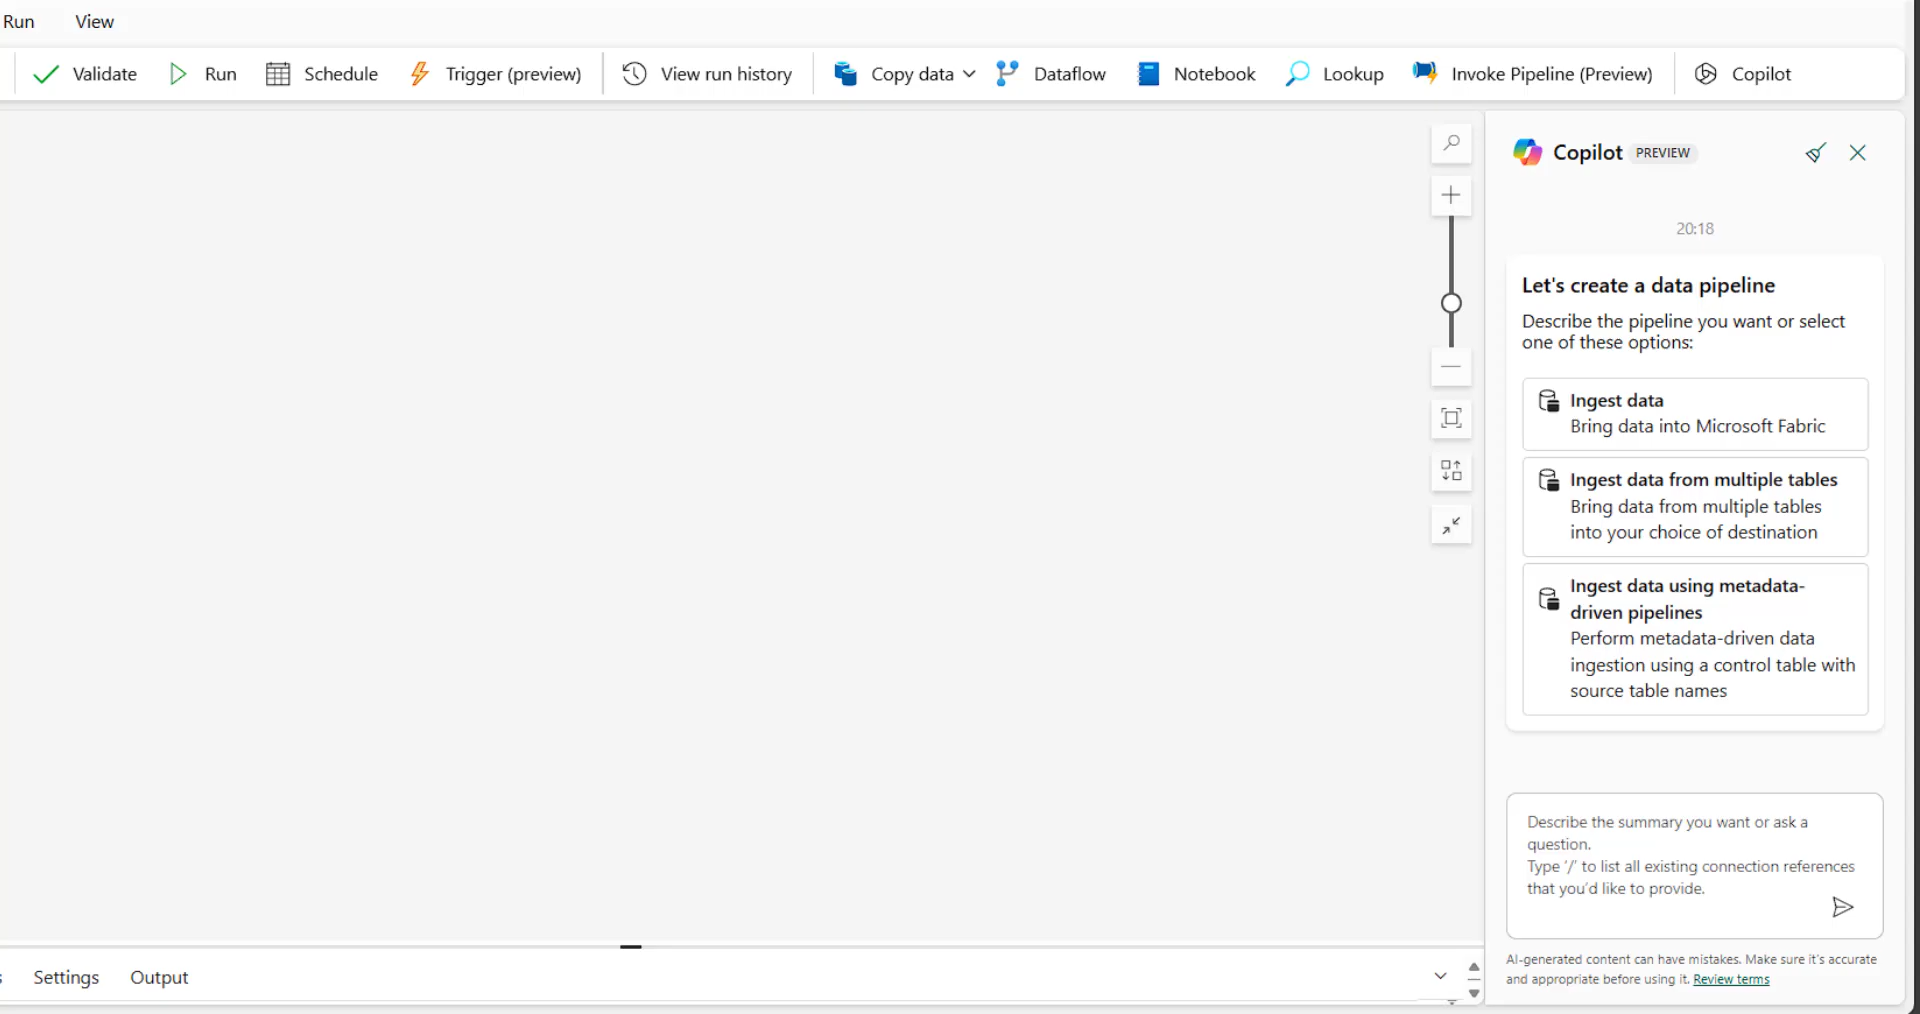 Run View
Validate Run Schedule Trigger (preview) View run history Copy data Dataflow Notebook Lookup Invoke Pipeline (Preview) Copilot
Copilot PREVIEW
20:18
Let's create a data pipeline
Describe the pipeline you want or select
one of these options:
Ingest data
Bring data into Microsoft Fabric
Ingest data from multiple tables
Bring data from multiple tables
into your choice of destination
Ingest data using metadata-
driven pipelines
Perform metadata-driven data
ingestion using a control table with
source table names
Describe the summary you want or ask a
question.
Type '/' to list all existing connection references
that you'd like to provide.
Settings Output
AI-generated content can have mistakes. Make sure it's accurate
and appropriate before using it. Review terms